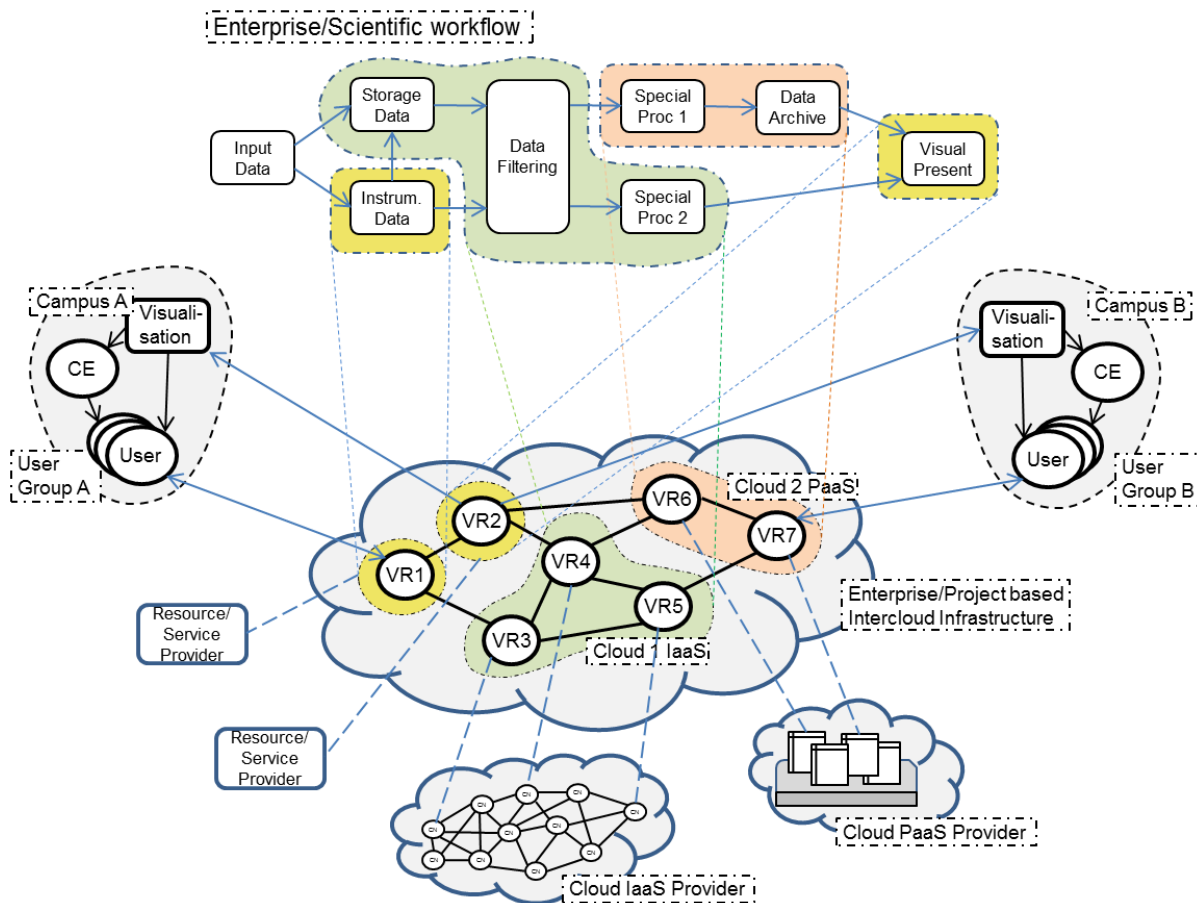 Enterprise/Scientific workflow
Storage
Data
Special
Proc 1
Data
Archive
Input
Data
Data
Filtering
Visual
Present
Instrum.
Data
Special
Proc 2
Campus A
Visuali-
sation
CE
User
User
Group A
Visuali-
sation
Campus B
CE
User
User
Group B
VR6
Cloud 2 PaaS
VR2
VR7
VR4
VR1
VR5
VR3
Cloud 1 IaaS
Enterprise/Project based
Intercloud Infrastructure
Resource/
Service
Provider
Resource/
Service
Provider
Cloud PaaS Provider
Cloud IaaS Provider